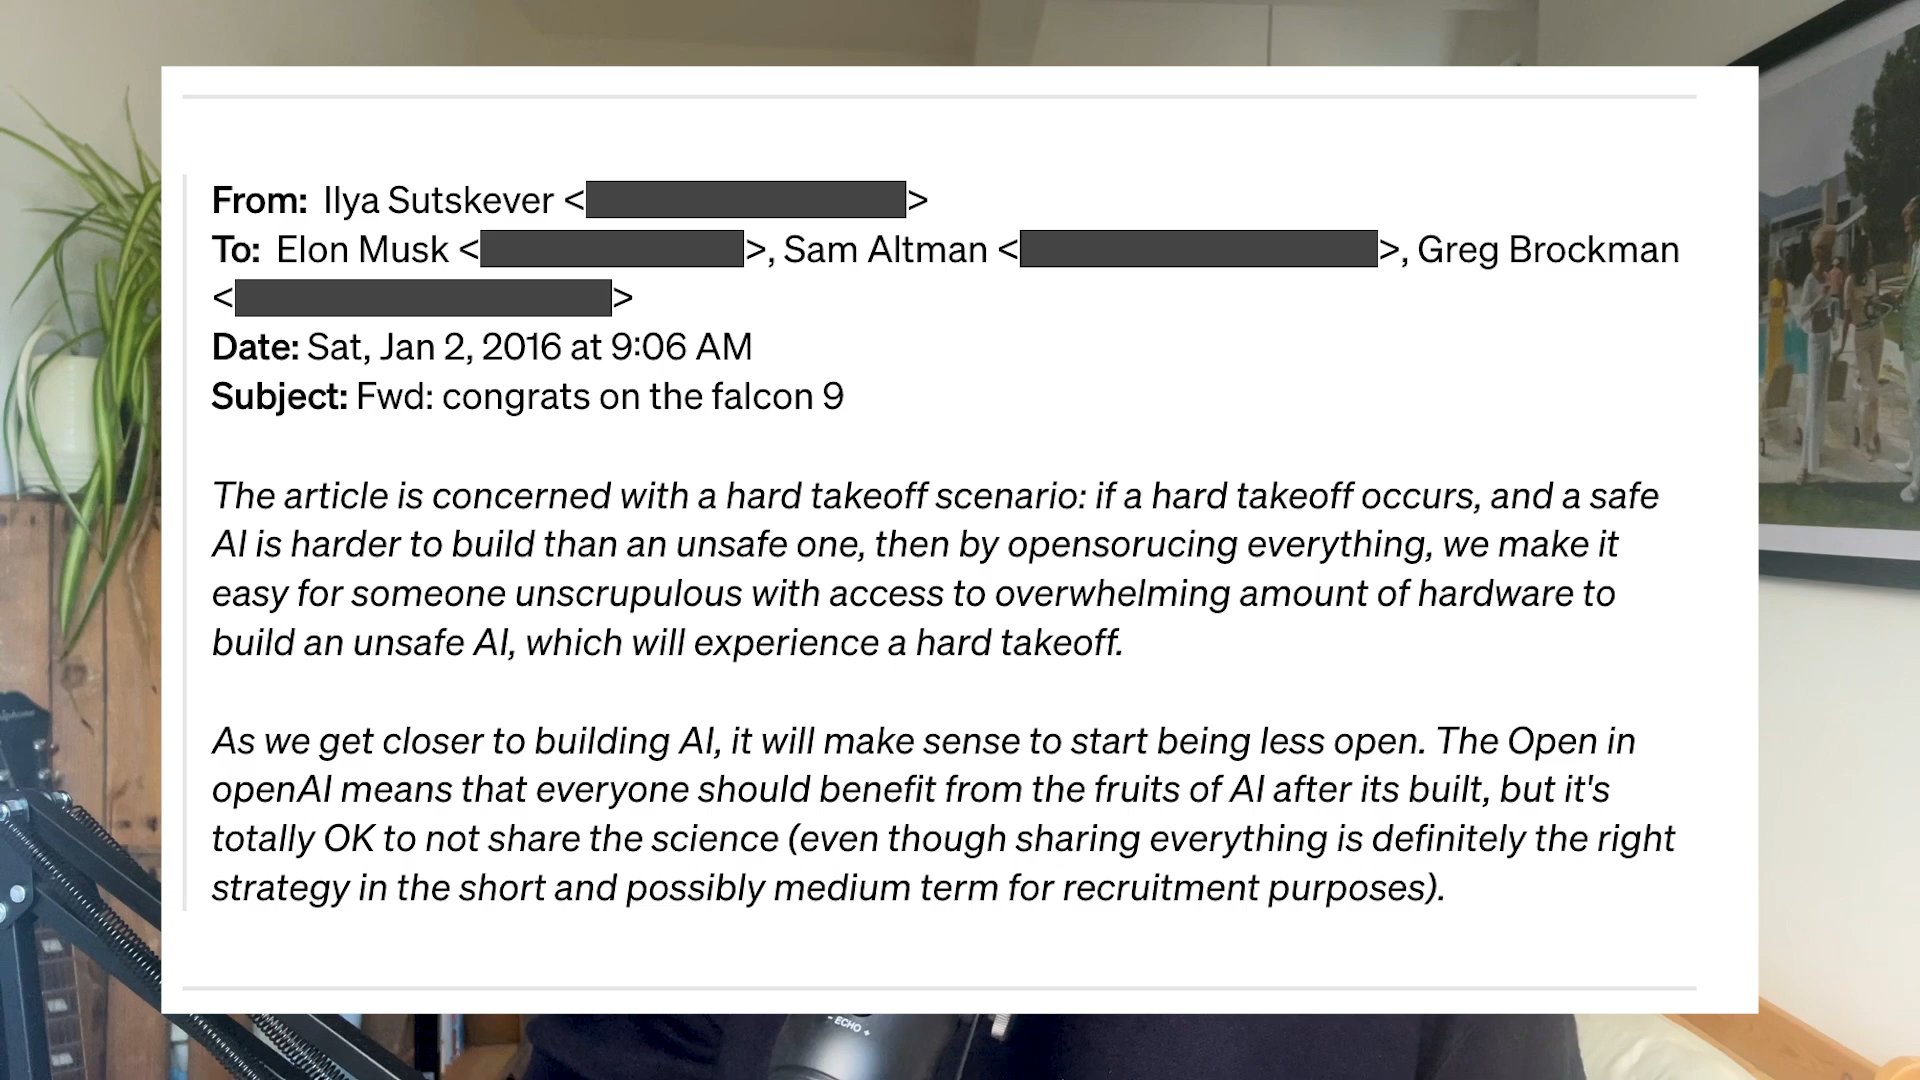 From: Ilya Sutskever < >
To: Elon Musk < >, Sam Altman < >, Greg Brockman
< >
Date: Sat, Jan 2, 2016 at 9:06 AM
Subject: Fwd: congrats on the falcon 9
The article is concerned with a hard takeoff scenario: if a hard takeoff occurs, and a safe
AI is harder to build than an unsafe one, then by opensorucing everything, we make it
easy for someone unscrupulous with access to overwhelming amount of hardware to
build an unsafe AI, which will experience a hard takeoff.
As we get closer to building AI, it will make sense to start being less open. The Open in
openAI means that everyone should benefit from the fruits of AI after its built, but it's
totally OK to not share the science (even though sharing everything is definitely the right
strategy in the short and possibly medium term for recruitment purposes).
- ECHO +